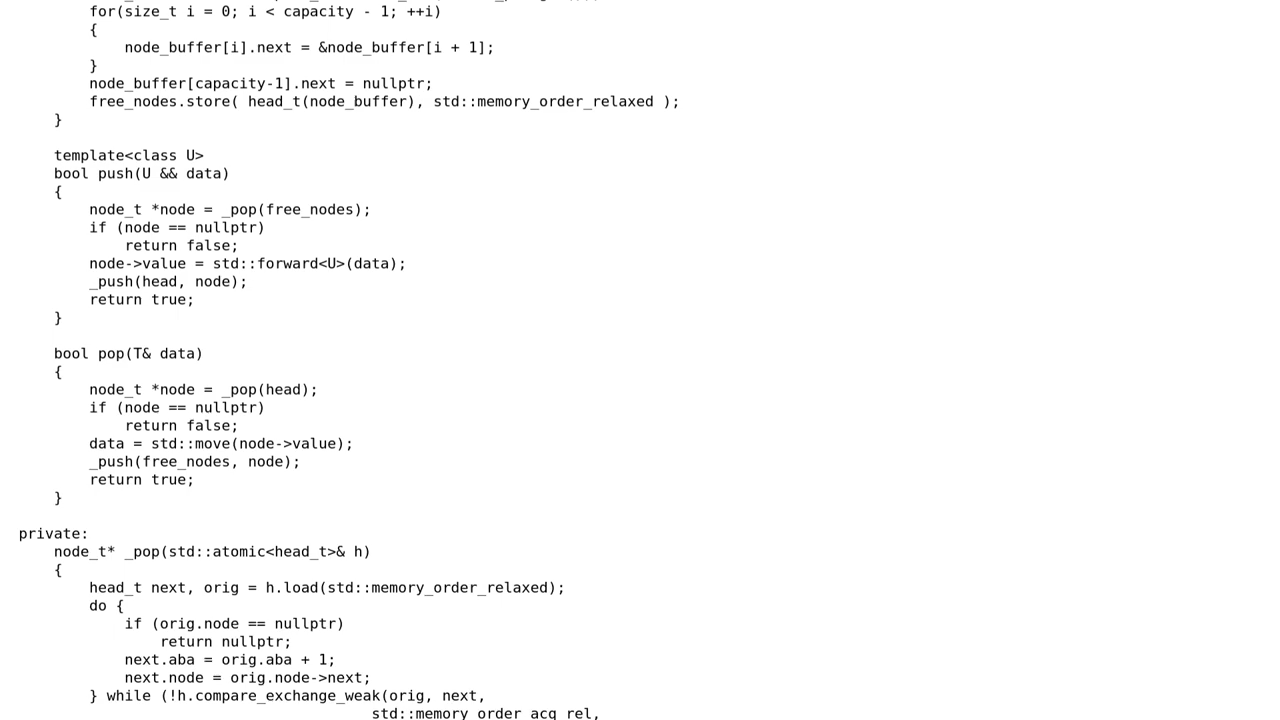 for(size_t i = 0; i < capacity - 1; ++i)
{
node_buffer[i].next = &node_buffer[i + 1];
}
node_buffer[capacity-1].next = nullptr;
free_nodes.store( head_t(node_buffer), std::memory_order_relaxed );
}
template<class U>
bool push(U && data)
{
node_t *node = _pop(free_nodes);
if (node == nullptr)
return false;
node->value = std::forward<U>(data);
_push(head, node);
return true;
}
bool pop(T& data)
{
node_t *node = _pop(head);
if (node == nullptr)
return false;
data = std::move(node->value);
_push(free_nodes, node);
return true;
}
private:
node_t* _pop(std::atomic<head_t>& h)
{
head_t next, orig = h.load(std::memory_order_relaxed);
do {
if (orig.node == nullptr)
return nullptr;
next.aba = orig.aba + 1;
next.node = orig.node->next;
} while (!h.compare_exchange_weak(orig, next,
std::memory_order_acq_rel,